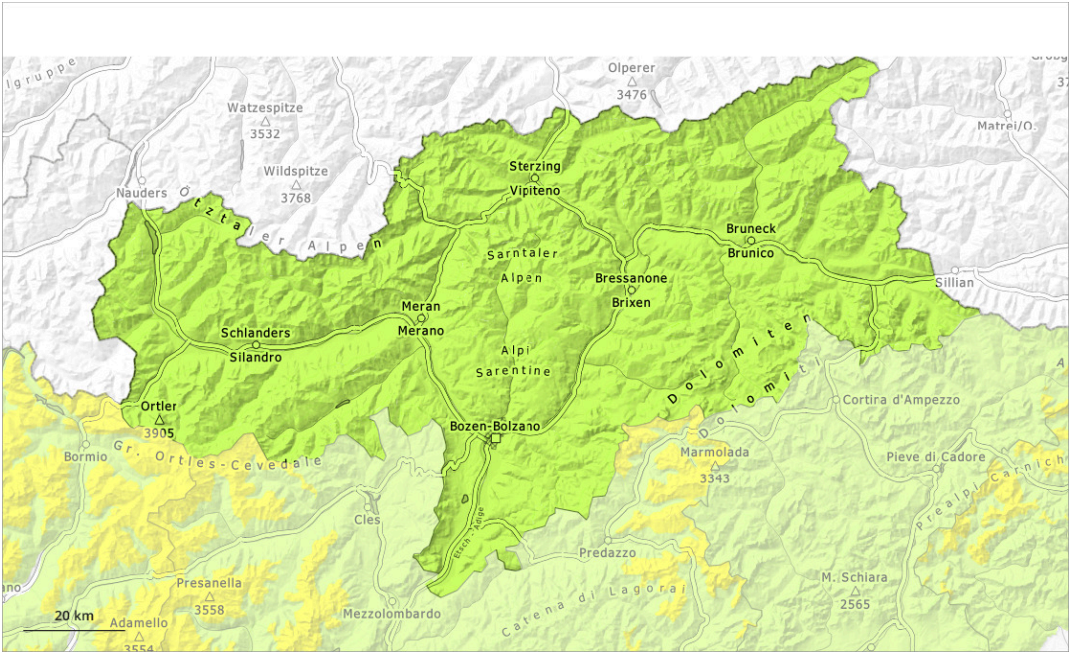 lgruppe
Olperer
3476
Watzespitze
3532
Matrei/O.
Wildspitze
3768
Nauders
Sterzing
Vipiteno
Ötztaler Alpen
Bruneck
Brunico
Sarntaler
Alpen
Bressanone
Brixen
Sillian
Meran
Merano
Schlanders
Silandro
Alpi
Sarentine
Dolomiten
Dolomiti
Ortler
3905
Cortina d'Ampezzo
Bozen-Bolzano
Bormio
Gr. Ortles-Cevedale
Marmolada
3343
Pieve di Cadore
Prealpi Carnich
Cles
Etsch - Adige
Predazzo
Presanella
3558
M. Schiara
2565
Catena di Lagorai
Mezzolombardo
ano
20 km
Adamello
3554